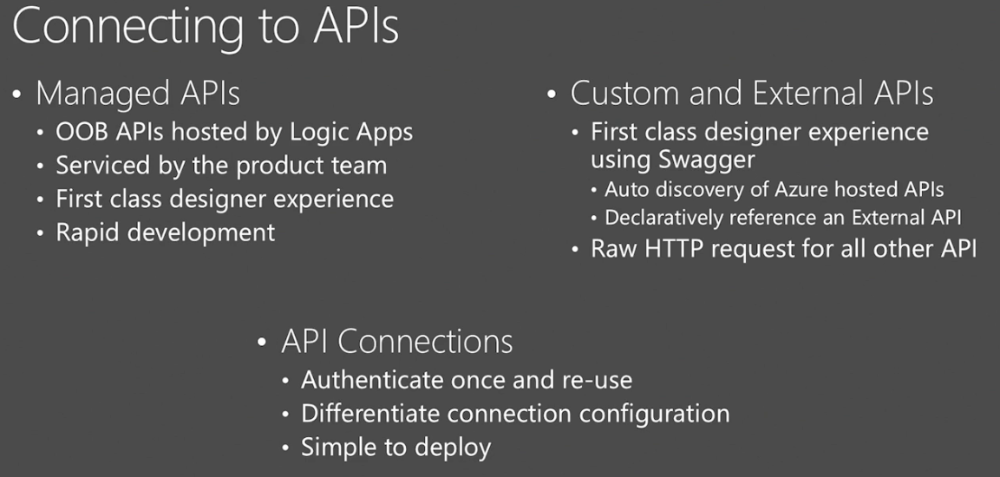 Connecting to APIs
• Managed APIs
• OOB APIs hosted by Logic Apps
• Serviced by the product team
• First class designer experience
• Rapid development
• Custom and External APIs
• First class designer experience
using Swagger
• Auto discovery of Azure hosted APIs
• Declaratively reference an External API
• Raw HTTP request for all other API
• API Connections
• Authenticate once and re-use
• Differentiate connection configuration
• Simple to deploy